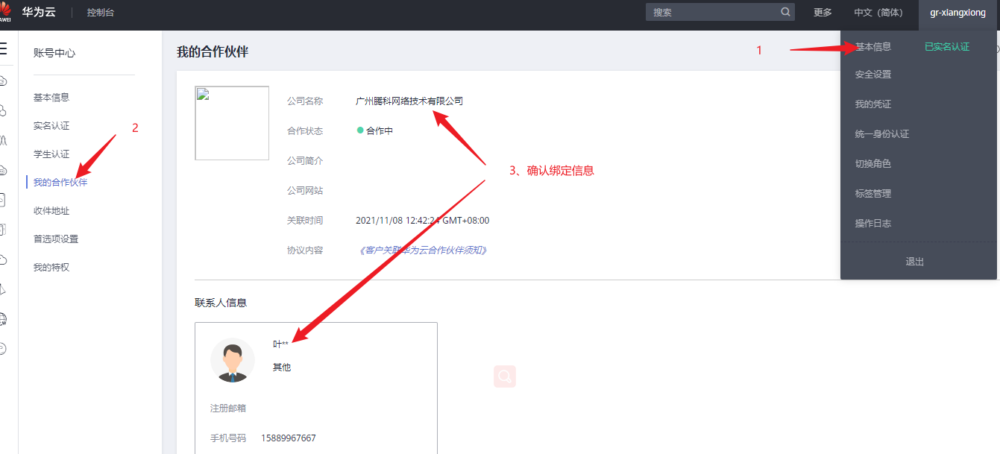 华为云
控制台
搜索
更多
中文（简体）
gr-xiangxiong
账号中心
基本信息
实名认证
学生认证
我的合作伙伴
收件地址
首选项设置
我的特权
2
我的合作伙伴
公司名称 广州腾科网络技术有限公司
合作状态 合作中
公司简介
公司网站
关联时间 2021/11/08 12:42:24 GMT+08:00
协议内容 《客户关联华为云合作伙伴须知》
3、确认绑定信息
联系人信息
叶**
其他
注册邮箱
手机号码 15889967667
1
基本信息 已实名认证
安全设置
我的凭证
统一身份认证
切换角色
标签管理
操作日志
退出